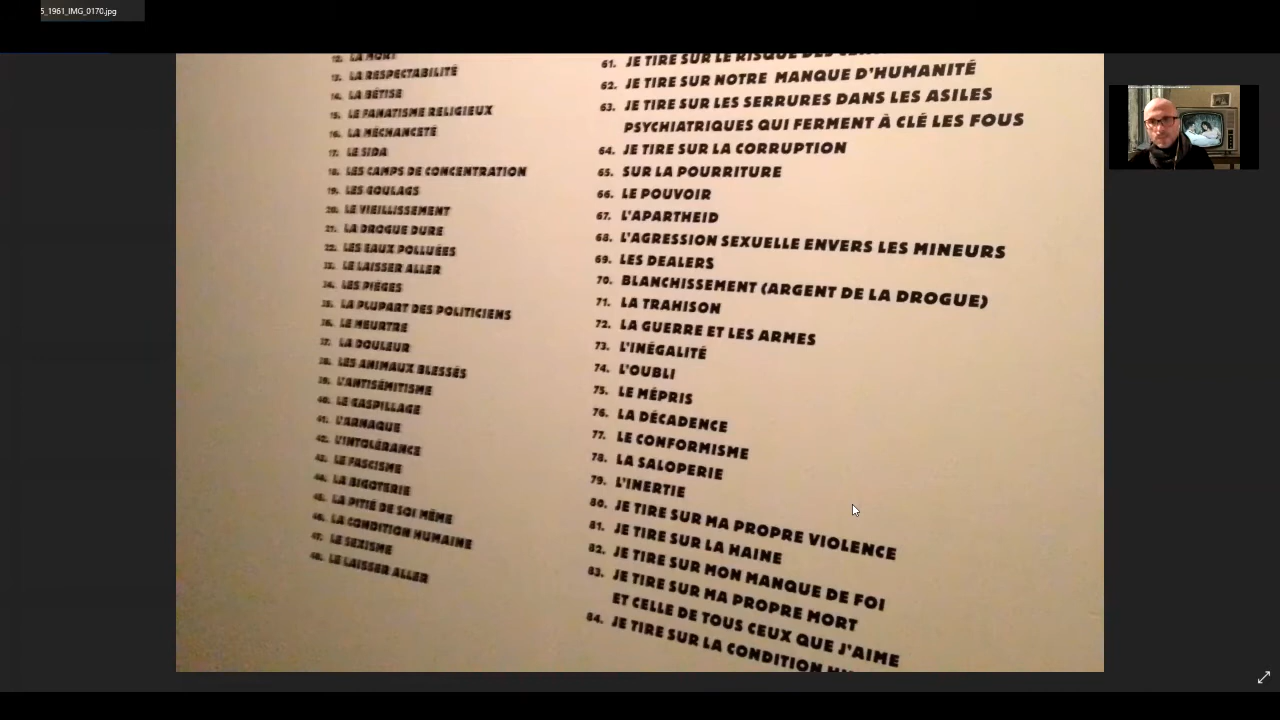 5_1961_IMG_0170.jpg
12. LA MORT
13. LA RESPECTABILITÉ
14. LA BÊTISE
15. LE FANATISME RELIGIEUX
16. LA MÉCHANCETÉ
17. LE SIDA
18. LES CAMPS DE CONCENTRATION
19. LES GOULAGS
20. LE VIEILLISSEMENT
21. LA DROGUE DURE
22. LES EAUX POLLUÉES
LE LAISSER ALLER
LES PIÈGES
LA PLUPART DES POLITICIENS
LE MEURTRE
LA DOULEUR
LES ANIMAUX BLESSÉS
L'ANTISÉMITISME
40. LE GASPILLAGE
41. L'ARNAQUE
42. L'INTOLÉRANCE
43. LE FASCISME
44. LA BIGOTERIE
45. LA PITIÉ DE SOI MÊME
46. LA CONDITION HUMAINE
47. LE SEXISME
48. LE LAISSER ALLER
61. JE TIRE SUR LE RISQUE DES
62. JE TIRE SUR NOTRE MANQUE D'HUMANITÉ
63. JE TIRE SUR LES SERRURES DANS LES ASILES
PSYCHIATRIQUES QUI FERMENT À CLÉ LES FOUS
64. JE TIRE SUR LA CORRUPTION
65. SUR LA POURRITURE
66. LE POUVOIR
67. L'APARTHEID
68. L'AGRESSION SEXUELLE ENVERS LES MINEURS
69. LES DEALERS
70. BLANCHISSEMENT (ARGENT DE LA DROGUE)
71. LA TRAHISON
72. LA GUERRE ET LES ARMES
73. L'INÉGALITÉ
74. L'OUBLI
75. LE MÉPRIS
76. LA DÉCADENCE
77. LE CONFORMISME
78. LA SALOPERIE
79. L'INERTIE
80. JE TIRE SUR MA PROPRE VIOLENCE
81. JE TIRE SUR LA HAINE
82. JE TIRE SUR MON MANQUE DE FOI
83. JE TIRE SUR MA PROPRE MORT
ET CELLE DE TOUS CEUX QUE J'AIME
84. JE TIRE SUR LA CONDITION